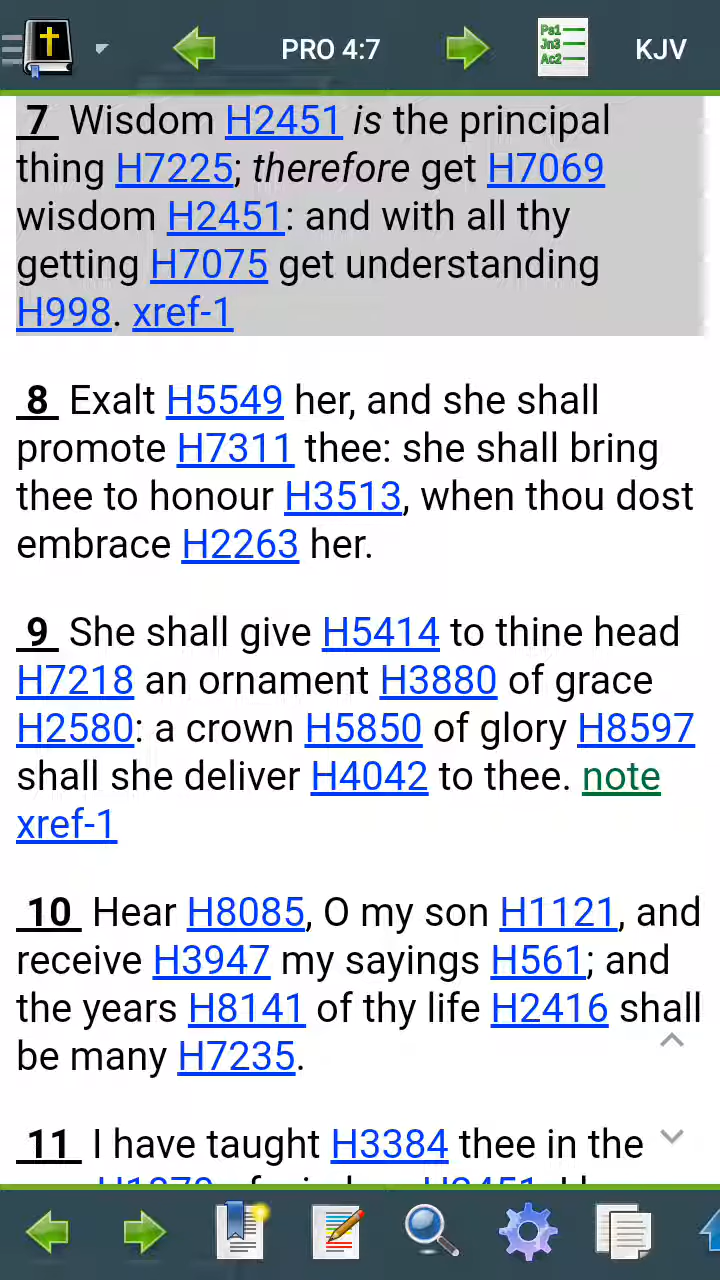 PRO 4:7
Ps1
Jn3
Ac2
KJV
7 Wisdom H2451 is the principal
thing H7225; therefore get H7069
wisdom H2451: and with all thy
getting H7075 get understanding
H998. xref-1
8 Exalt H5549 her, and she shall
promote H7311 thee: she shall bring
thee to honour H3513, when thou dost
embrace H2263 her.
9 She shall give H5414 to thine head
H7218 an ornament H3880 of grace
H2580: a crown H5850 of glory H8597
shall she deliver H4042 to thee. note
xref-1
10 Hear H8085, O my son H1121, and
receive H3947 my sayings H561; and
the years H8141 of thy life H2416 shall
be many H7235.
11 I have taught H3384 thee in the